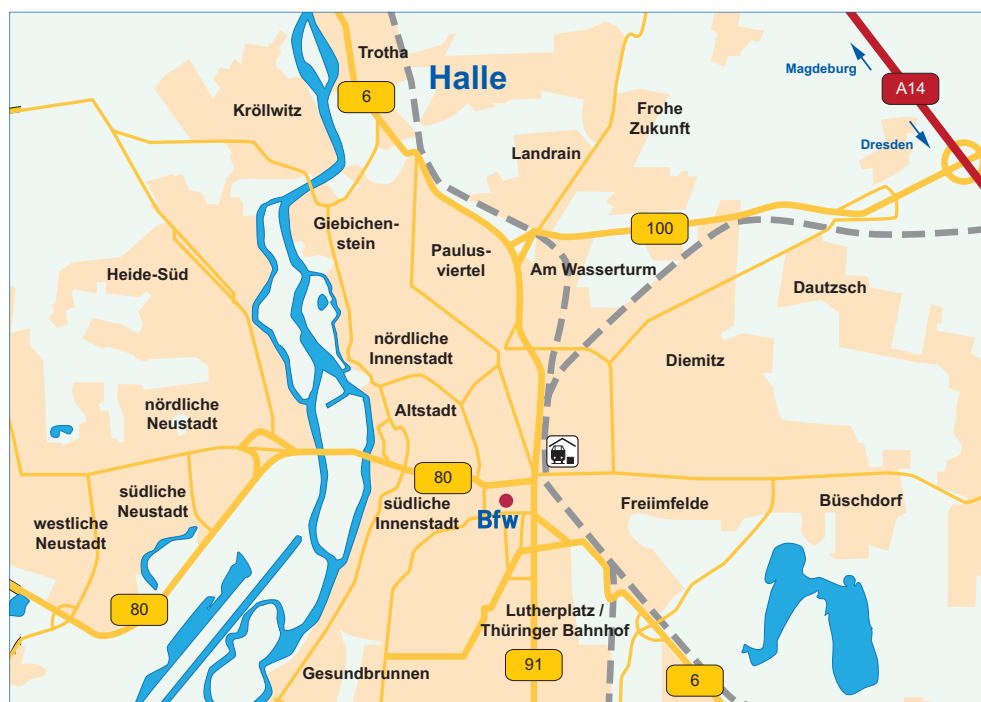 Trotha
Halle
Magdeburg
A14
6
Kröllwitz
Frohe
Zukunft
Dresden
Landrain
Giebichen-
stein
100
Paulus-
viertel
Am Wasserturm
Heide-Süd
Dautzsch
nördliche
Innenstadt
Diemitz
nördliche
Neustadt
Altstadt
80
südliche
Neustadt
südliche
Innenstadt
Bfw
Freiimfelde
Büschdorf
westliche
Neustadt
80
Lutherplatz /
Thüringer Bahnhof
91
Gesundbrunnen
6